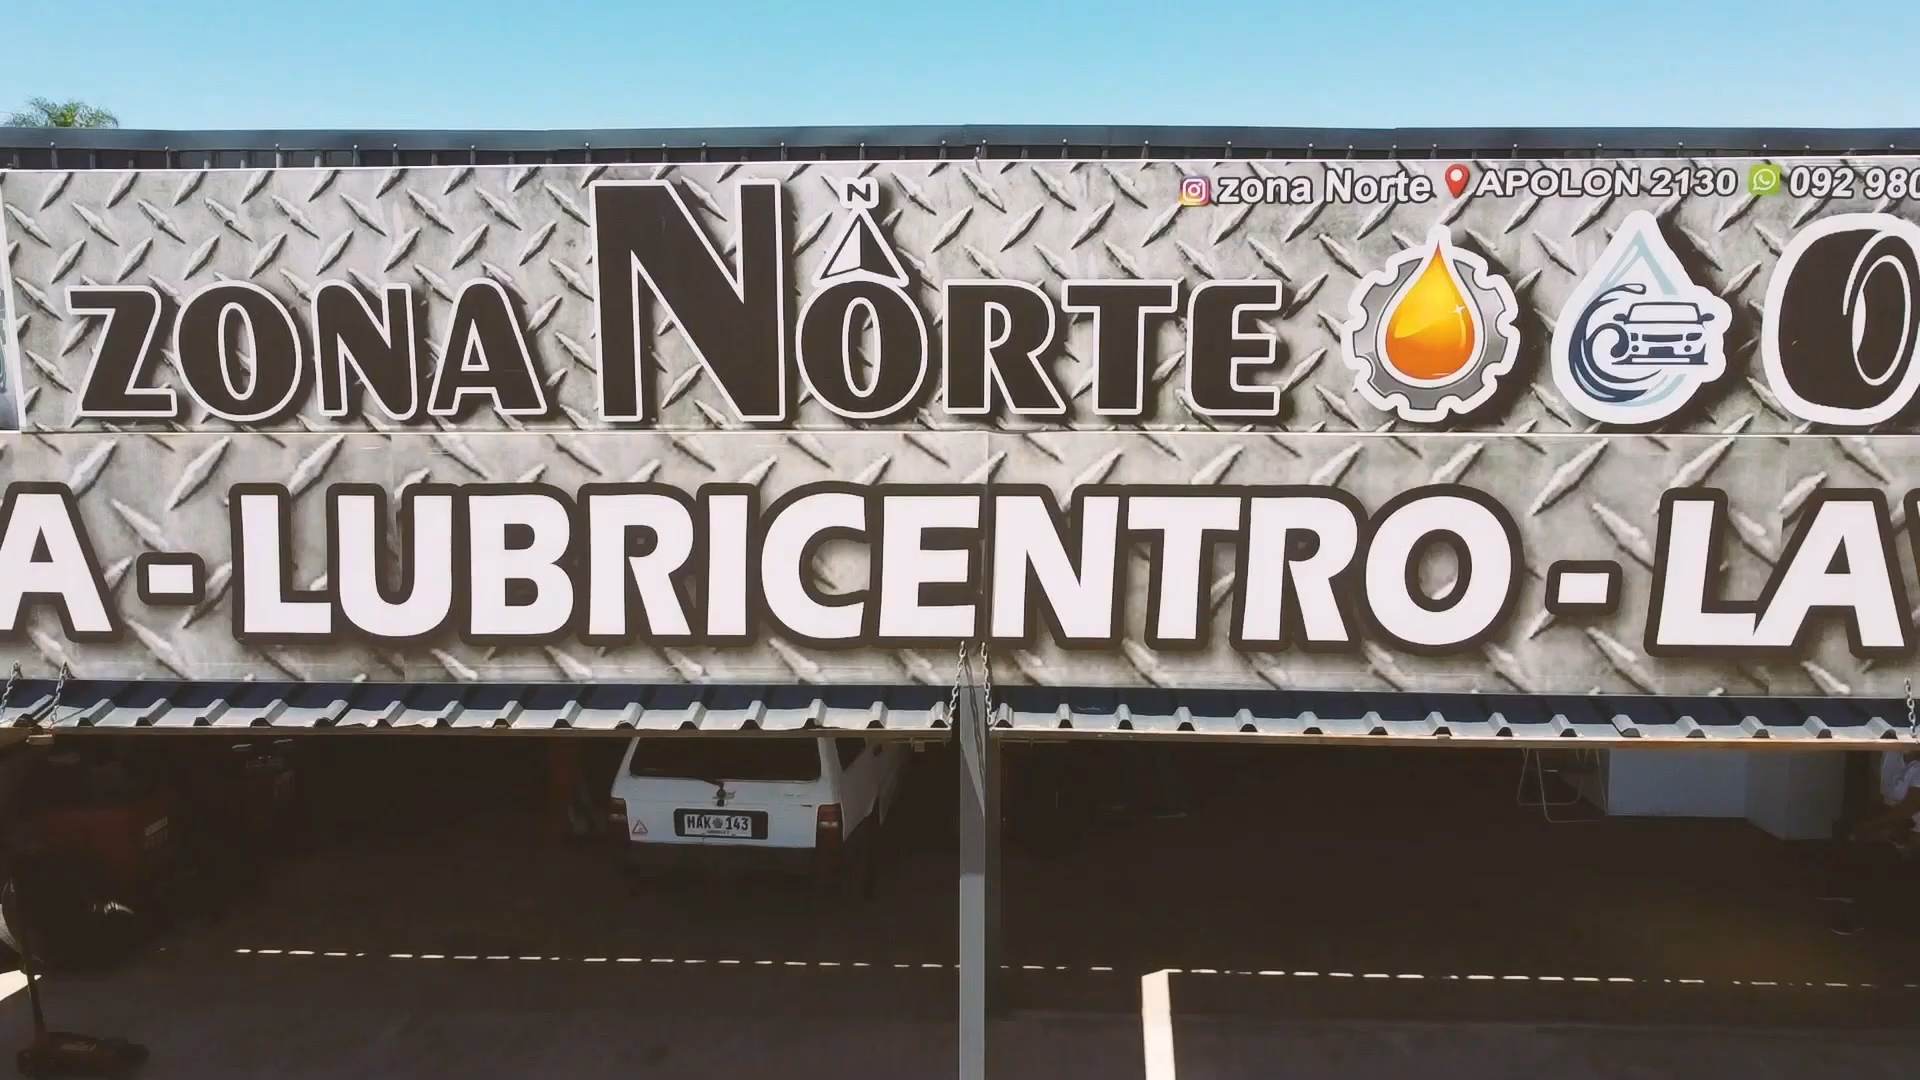 zona Norte APOLON 2130 092 980
N
ZONA NORTE
A - LUBRICENTRO - LA
HAK 143